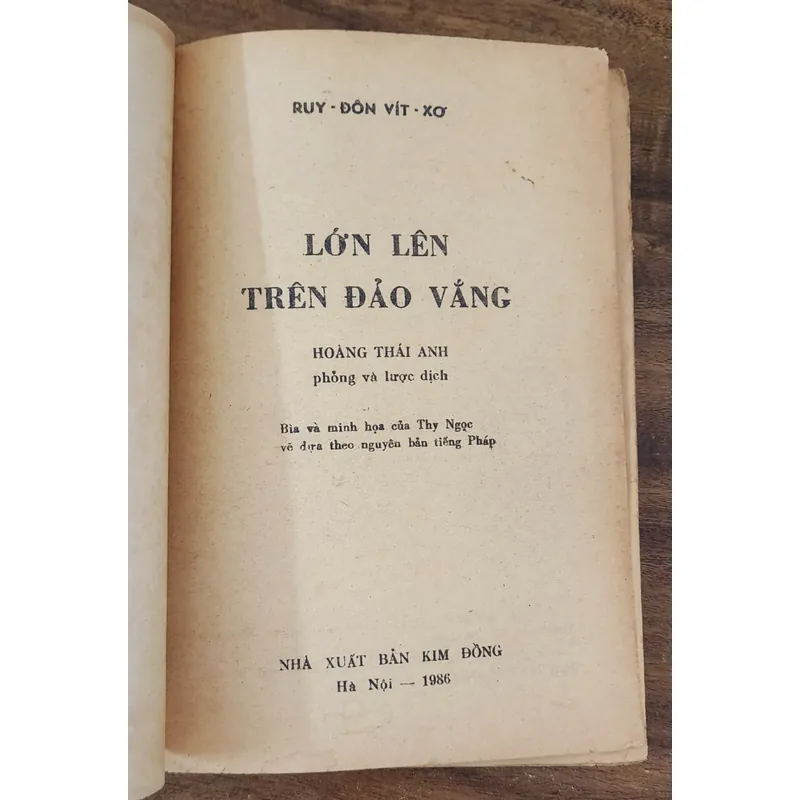 RUY - ĐÔN VÍT - XƠ
LỚN LÊN
TRÊN ĐẢO VẮNG
HOÀNG THÁI ANH
phỏng và lược dịch
Bìa và minh họa của Thy Ngọc
vẽ dựa theo nguyên bản tiếng Pháp
NHÀ XUẤT BẢN KIM ĐỒNG
Hà Nội — 1986